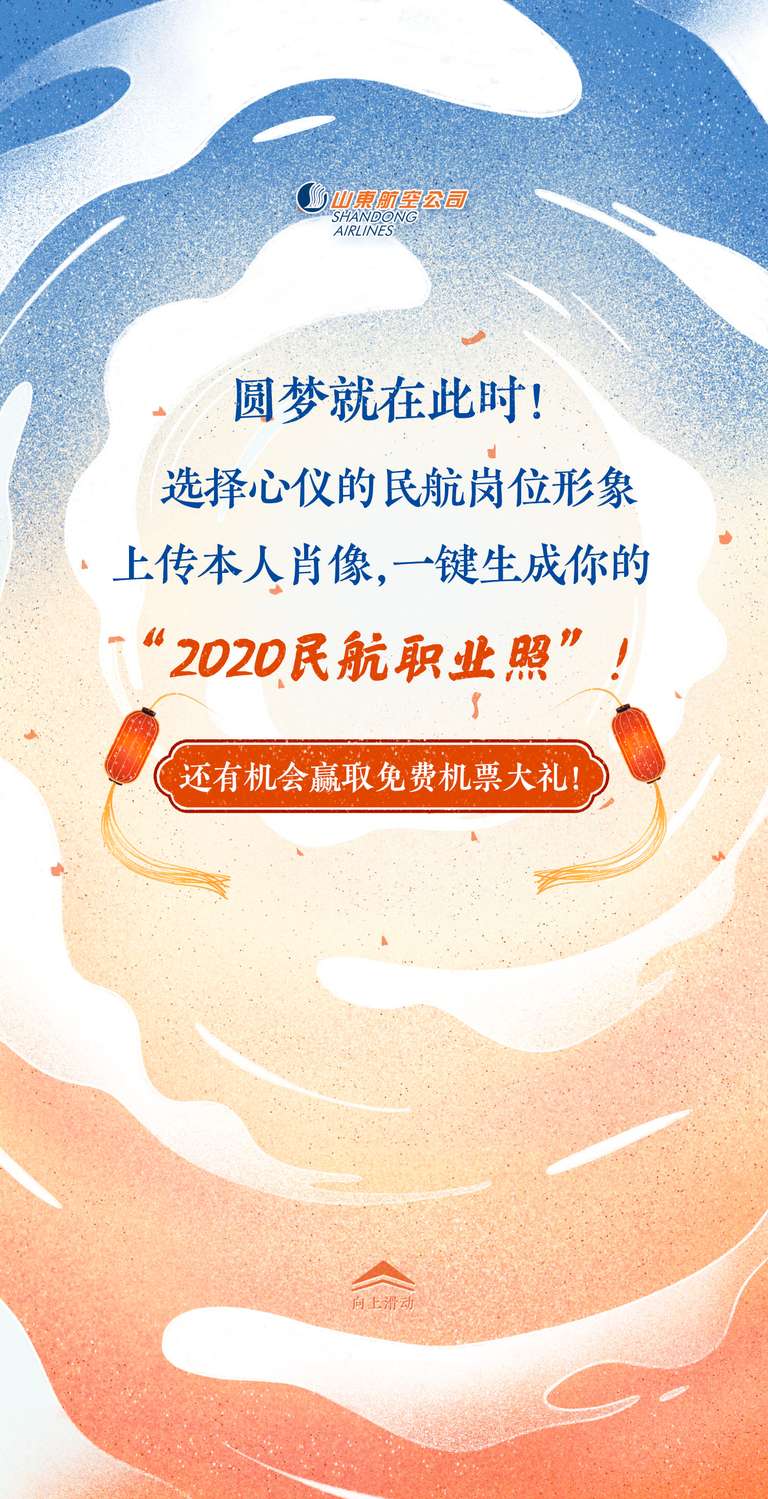 山東航空公司
SHANDONG
AIRLINES
圆梦就在此时!
选择心仪的民航岗位形象
上传本人肖像,一键生成你的
“2020民航职业照”!
还有机会赢取免费机票大礼!
向上滑动